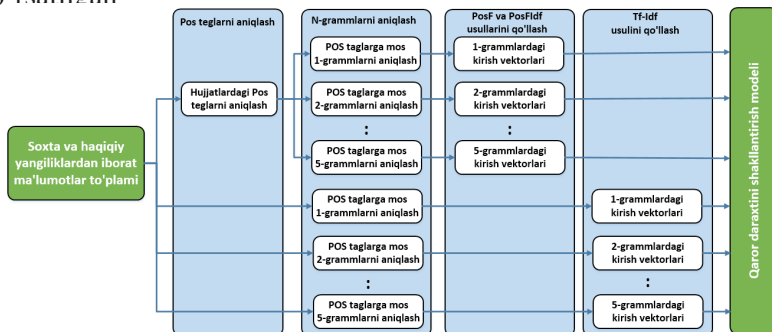 Pos teglarni aniqlash
N-grammlarni aniqlash
PosF va PosFIdf
usullarini qo'llash
Tf-Idf
usulini qo'llash
Soxta va haqiqiy
yangiliklardan iborat
ma'lumotlar to'plami
Hujjatlardagi Pos
teglarni aniqlash
POS taglarga mos
1-grammlarni aniqlash
POS taglarga mos
2-grammlarni aniqlash
:
POS taglarga mos
5-grammlarni aniqlash
POS taglarga mos
1-grammlarni aniqlash
POS taglarga mos
2-grammlarni aniqlash
:
POS taglarga mos
5-grammlarni aniqlash
1-grammlardagi
kirish vektorlari
2-grammlardagi
kirish vektorlari
:
5-grammlardagi
kirish vektorlari
1-grammlardagi
kirish vektorlari
2-grammlardagi
kirish vektorlari
:
5-grammlardagi
kirish vektorlari
Qaror daraxtini shakllantirish modeli